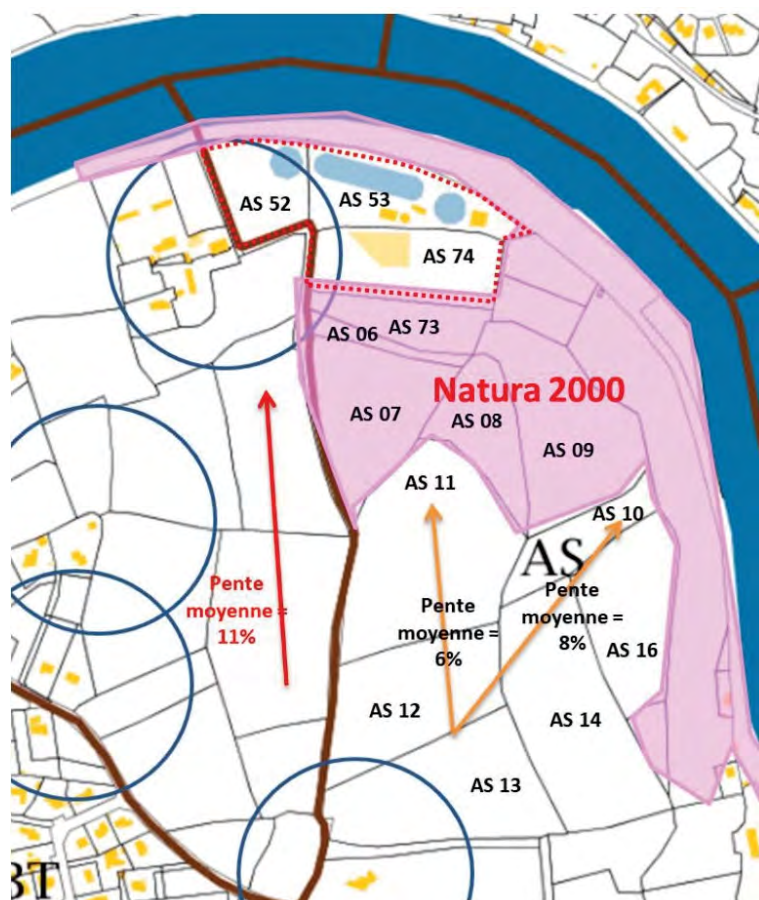 AS 52
AS 53
AS 74
AS 06
AS 73
Natura 2000
AS 07
AS 08
AS 09
AS 11
AS 10
AS
Pente
moyenne =
11%
Pente
moyenne =
6%
Pente
moyenne =
8%
AS 16
AS 12
AS 14
AS 13
BT